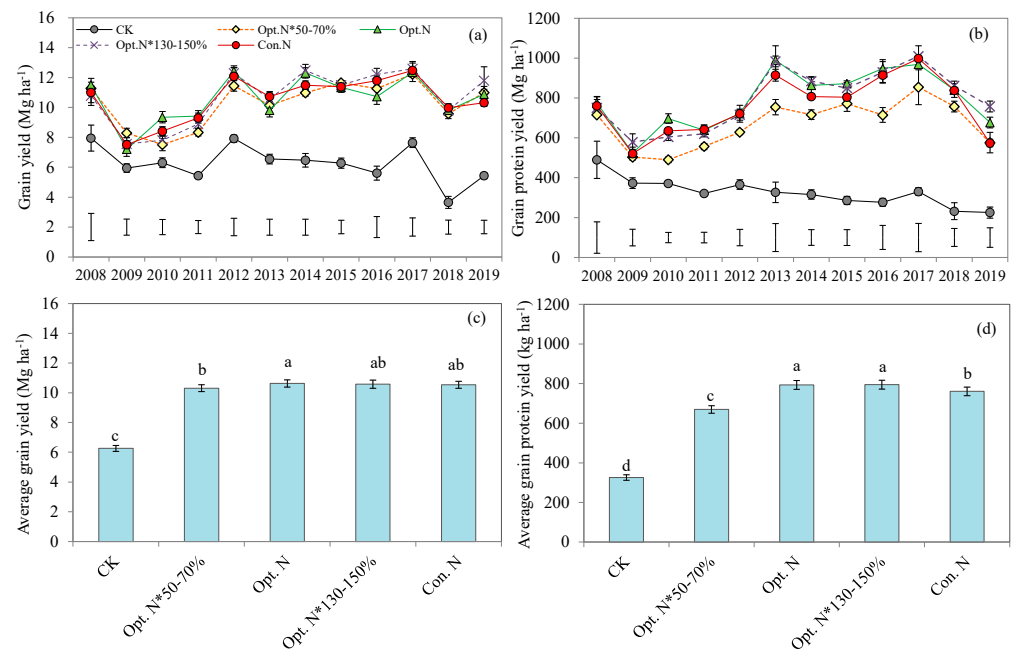 16
14
12
10
8
6
4
2
0
Grain yield (Mg ha-1)
CK Opt.N*50-70% Opt.N
Opt.N*130-150% Con.N
(a)
2008 2009 2010 2011 2012 2013 2014 2015 2016 2017 2018 2019
1200
1000
800
600
400
200
0
Grain protein yield (Mg ha-1)
(b)
2008 2009 2010 2011 2012 2013 2014 2015 2016 2017 2018 2019
16
14
12
10
8
6
4
2
0
Average grain yield (Mg ha-1)
(c)
c b a ab ab
CK Opt. N*50-70% Opt. N Opt. N*130-150% Con. N
1200
1000
800
600
400
200
0
Average grain protein yield (kg ha-1)
(d)
d c a a b
CK Opt. N*50-70% Opt. N Opt. N*130-150% Con. N